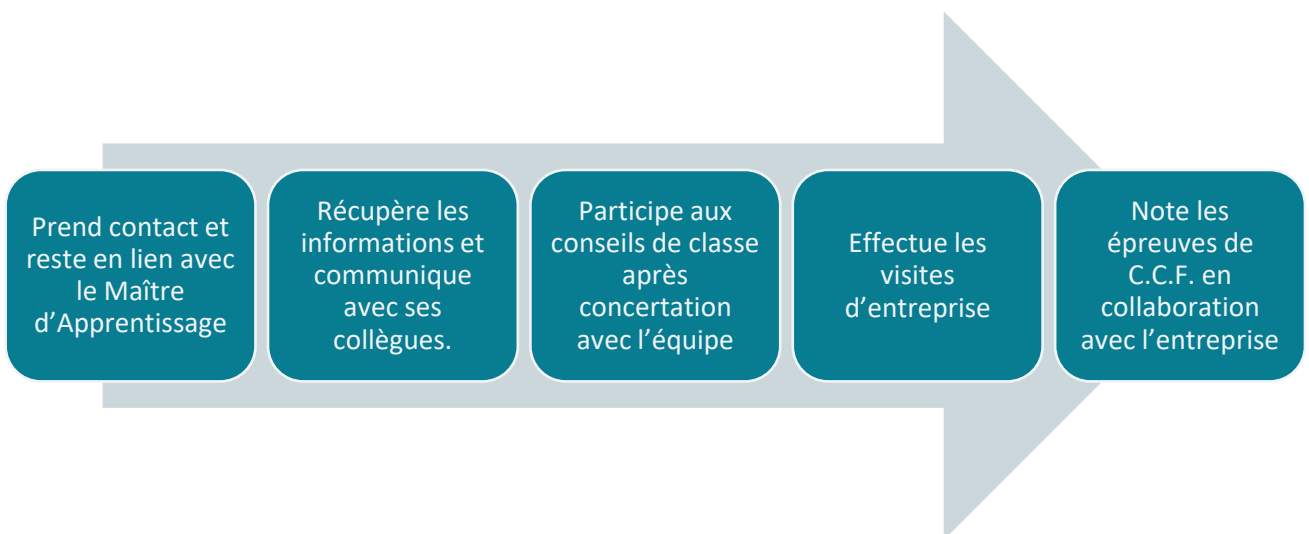 Prend contact et
reste en lien avec
le Maître
d’Apprentissage
Récupère les
informations et
communique
avec ses
collègues.
Participe aux
conseils de classe
après
concertation
avec l’équipe
Effectue les
visites
d’entreprise
Note les
épreuves de
C.C.F. en
collaboration
avec l’entreprise